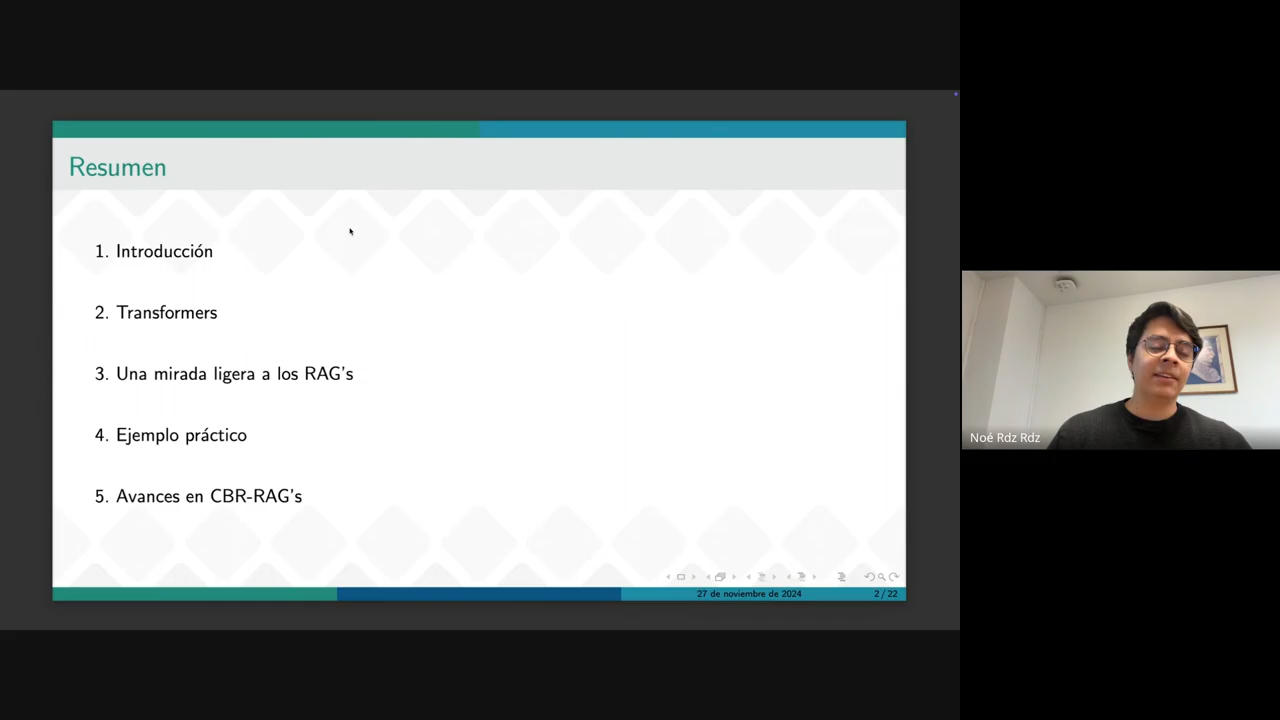 Resumen
1. Introducción
2. Transformers
3. Una mirada ligera a los RAG's
4. Ejemplo práctico
5. Avances en CBR-RAG's
27 de noviembre de 2024
2 / 22
Noé Rdz Rdz